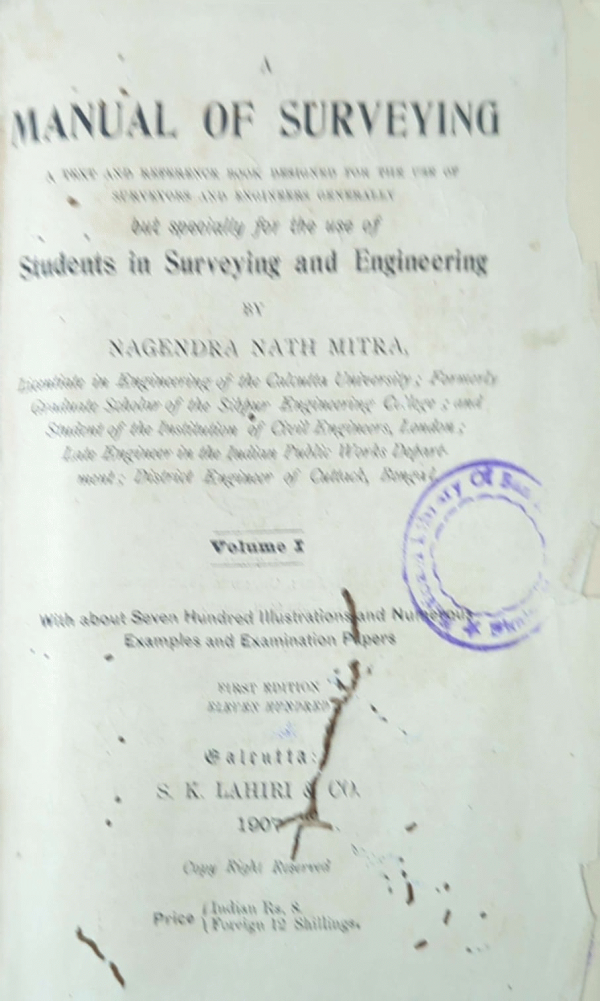 A
MANUAL OF SURVEYING
A TEXT AND REFERENCE BOOK DESIGNED FOR THE USE OF
SURVEYORS AND ENGINEERS GENERALLY
but specially for the use of
Students in Surveying and Engineering
BY
NAGENDRA NATH MITRA,
Licentiate in Engineering of the Calcutta University; Formerly
Graduate Scholar of the Sibpur Engineering College; and
Student of the Institution of Civil Engineers, London;
Late Engineer in the Indian Public Works Depart-
ment; District Engineer of Cuttack, Bengal.
Volume I
With about Seven Hundred Illustrations and Numerous
Examples and Examination Papers
FIRST EDITION
ELEVEN HUNDRED
Calcutta:
S. K. LAHIRI & CO.
1907
Copy Right Reserved
Price { Indian Rs. 8.
{ Foreign 12 Shillings.
Library Of